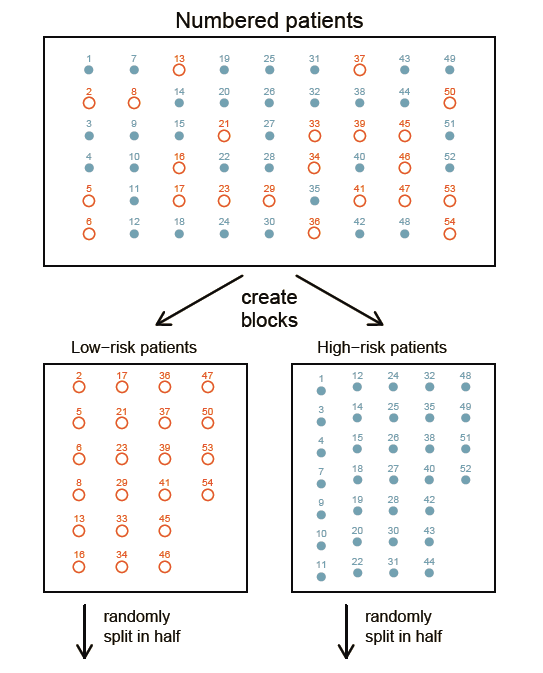 Numbered patients
1 7 13 19 25 31 37 43 49
2 8 14 20 26 32 38 44 50
3 9 15 21 27 33 39 45 51
4 10 16 22 28 34 40 46 52
5 11 17 23 29 35 41 47 53
6 12 18 24 30 36 42 48 54
create
blocks
Low-risk patients
2 17 36 47
5 21 37 50
6 23 39 53
8 29 41 54
13 33 45
16 34 46
High-risk patients
1 12 24 32 48
3 14 25 35 49
4 15 26 38 51
7 18 27 40 52
9 19 28 42
10 20 30 43
11 22 31 44
randomly
split in half
randomly
split in half